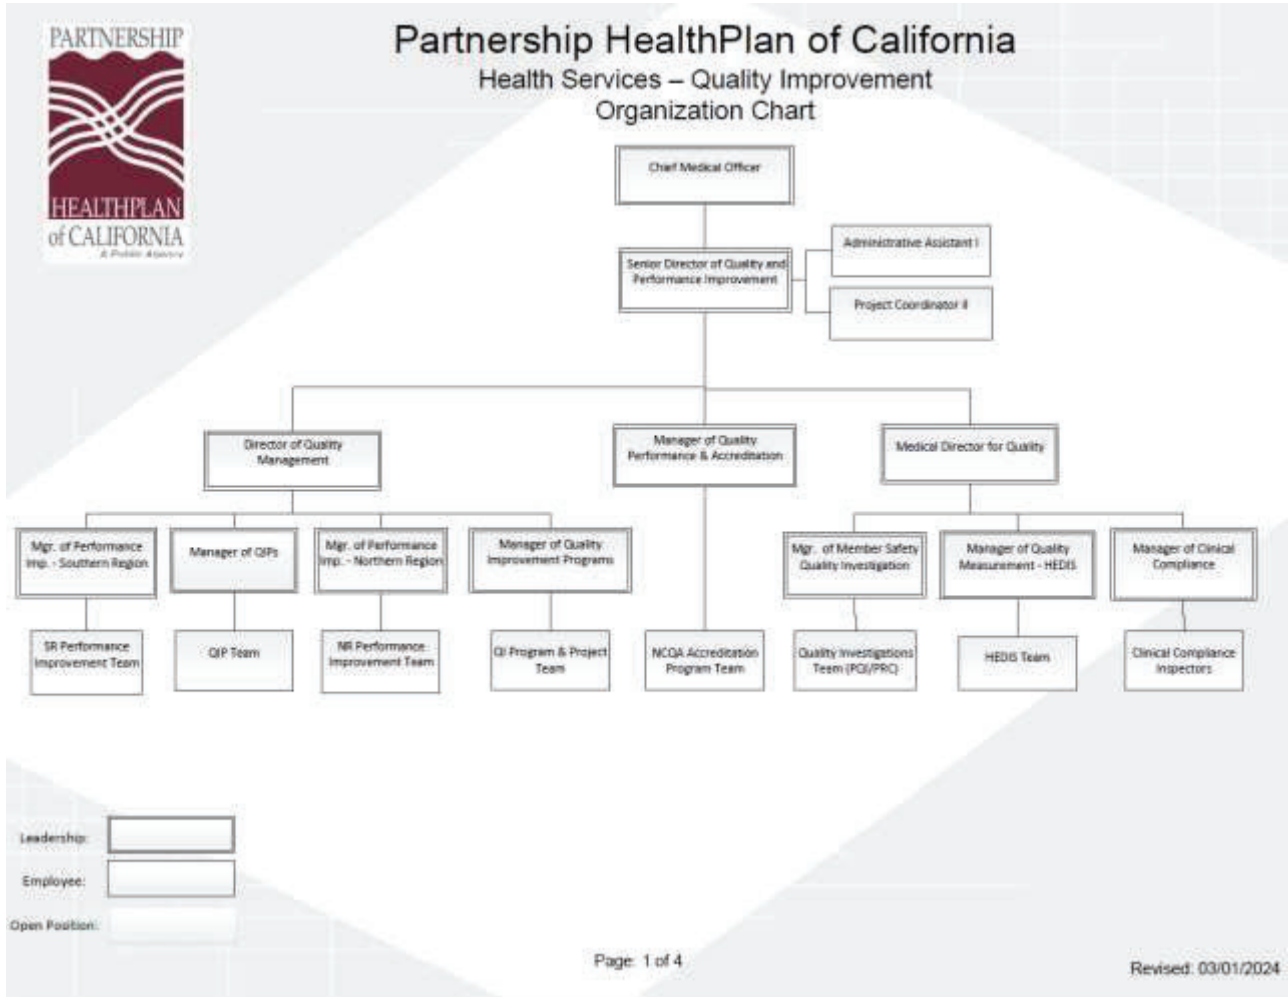 PARTNERSHIP
HEALTHPLAN
of CALIFORNIA
A Public Agency
Partnership HealthPlan of California
Health Services – Quality Improvement
Organization Chart
Chief Medical Officer
Senior Director of Quality and
Performance Improvement
Administrative Assistant I
Project Coordinator II
Director of Quality
Management
Manager of Quality
Performance & Accreditation
Medical Director for Quality
Mgr. of Performance
Imp. - Southern Region
Manager of QIPs
Mgr. of Performance
Imp. - Northern Region
Manager of Quality
Improvement Programs
Mgr. of Member Safety
Quality Investigation
Manager of Quality
Measurement - HEDIS
Manager of Clinical
Compliance
SR Performance
Improvement Team
QIP Team
NR Performance
Improvement Team
QI Program & Project
Team
NCQA Accreditation
Program Team
Quality Investigations
Team (PQI/PRC)
HEDIS Team
Clinical Compliance
Inspectors
Leadership:
Employee:
Open Position:
Page: 1 of 4
Revised: 03/01/2024